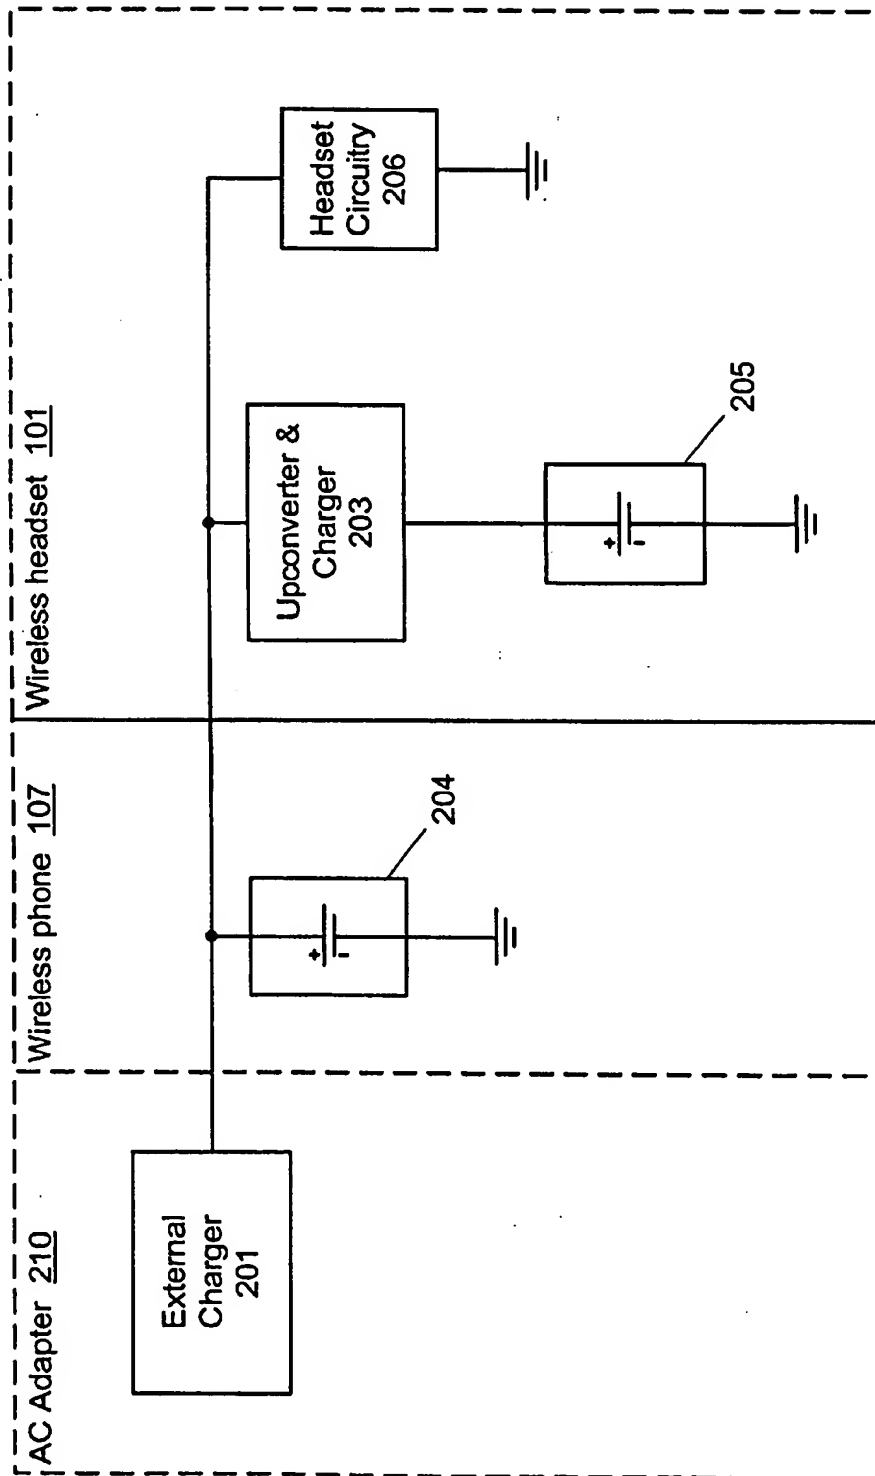 AC Adapter 210
Wireless phone 107
Wireless headset 101
External
Charger
201
204
+
-
Upconverter &
Charger
203
205
+
-
Headset
Circuitry
206